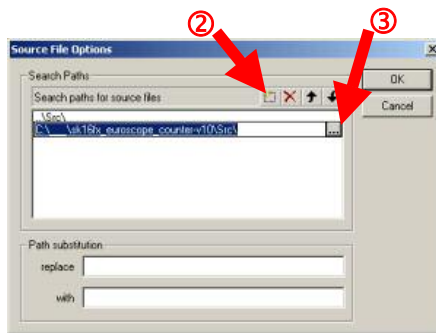 ② ③
Source File Options
Search Paths
OK
Search paths for source files
Cancel
..\Src\
C:\ \sk16fx_euroscope_counter-v10\Src\
...
Path substitution
replace
with